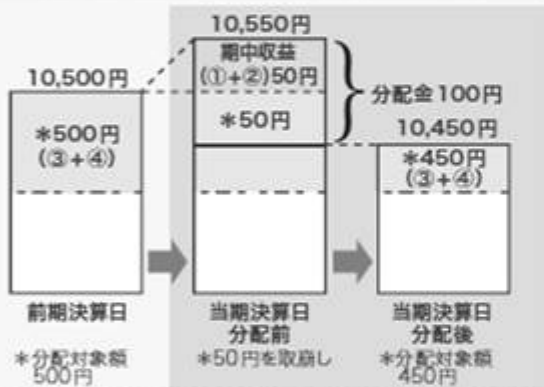 10,550円
期中収益
(①+②)50円
10,500円
分配金100円
*500円
(③+④)
*50円
10,450円
*450円
(③+④)
前期決算日
当期決算日
分配前
当期決算日
分配後
*分配対象額
500円
*50円を取崩し
*分配対象額
450円